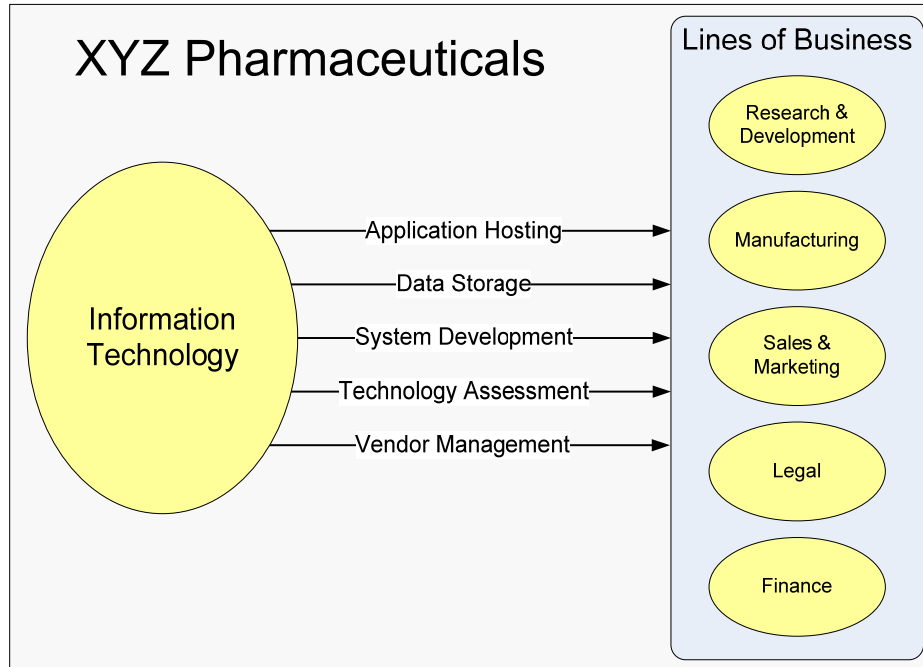 XYZ Pharmaceuticals
Lines of Business
Research &
Development
Manufacturing
Sales &
Marketing
Legal
Finance
Information
Technology
Application Hosting
Data Storage
System Development
Technology Assessment
Vendor Management